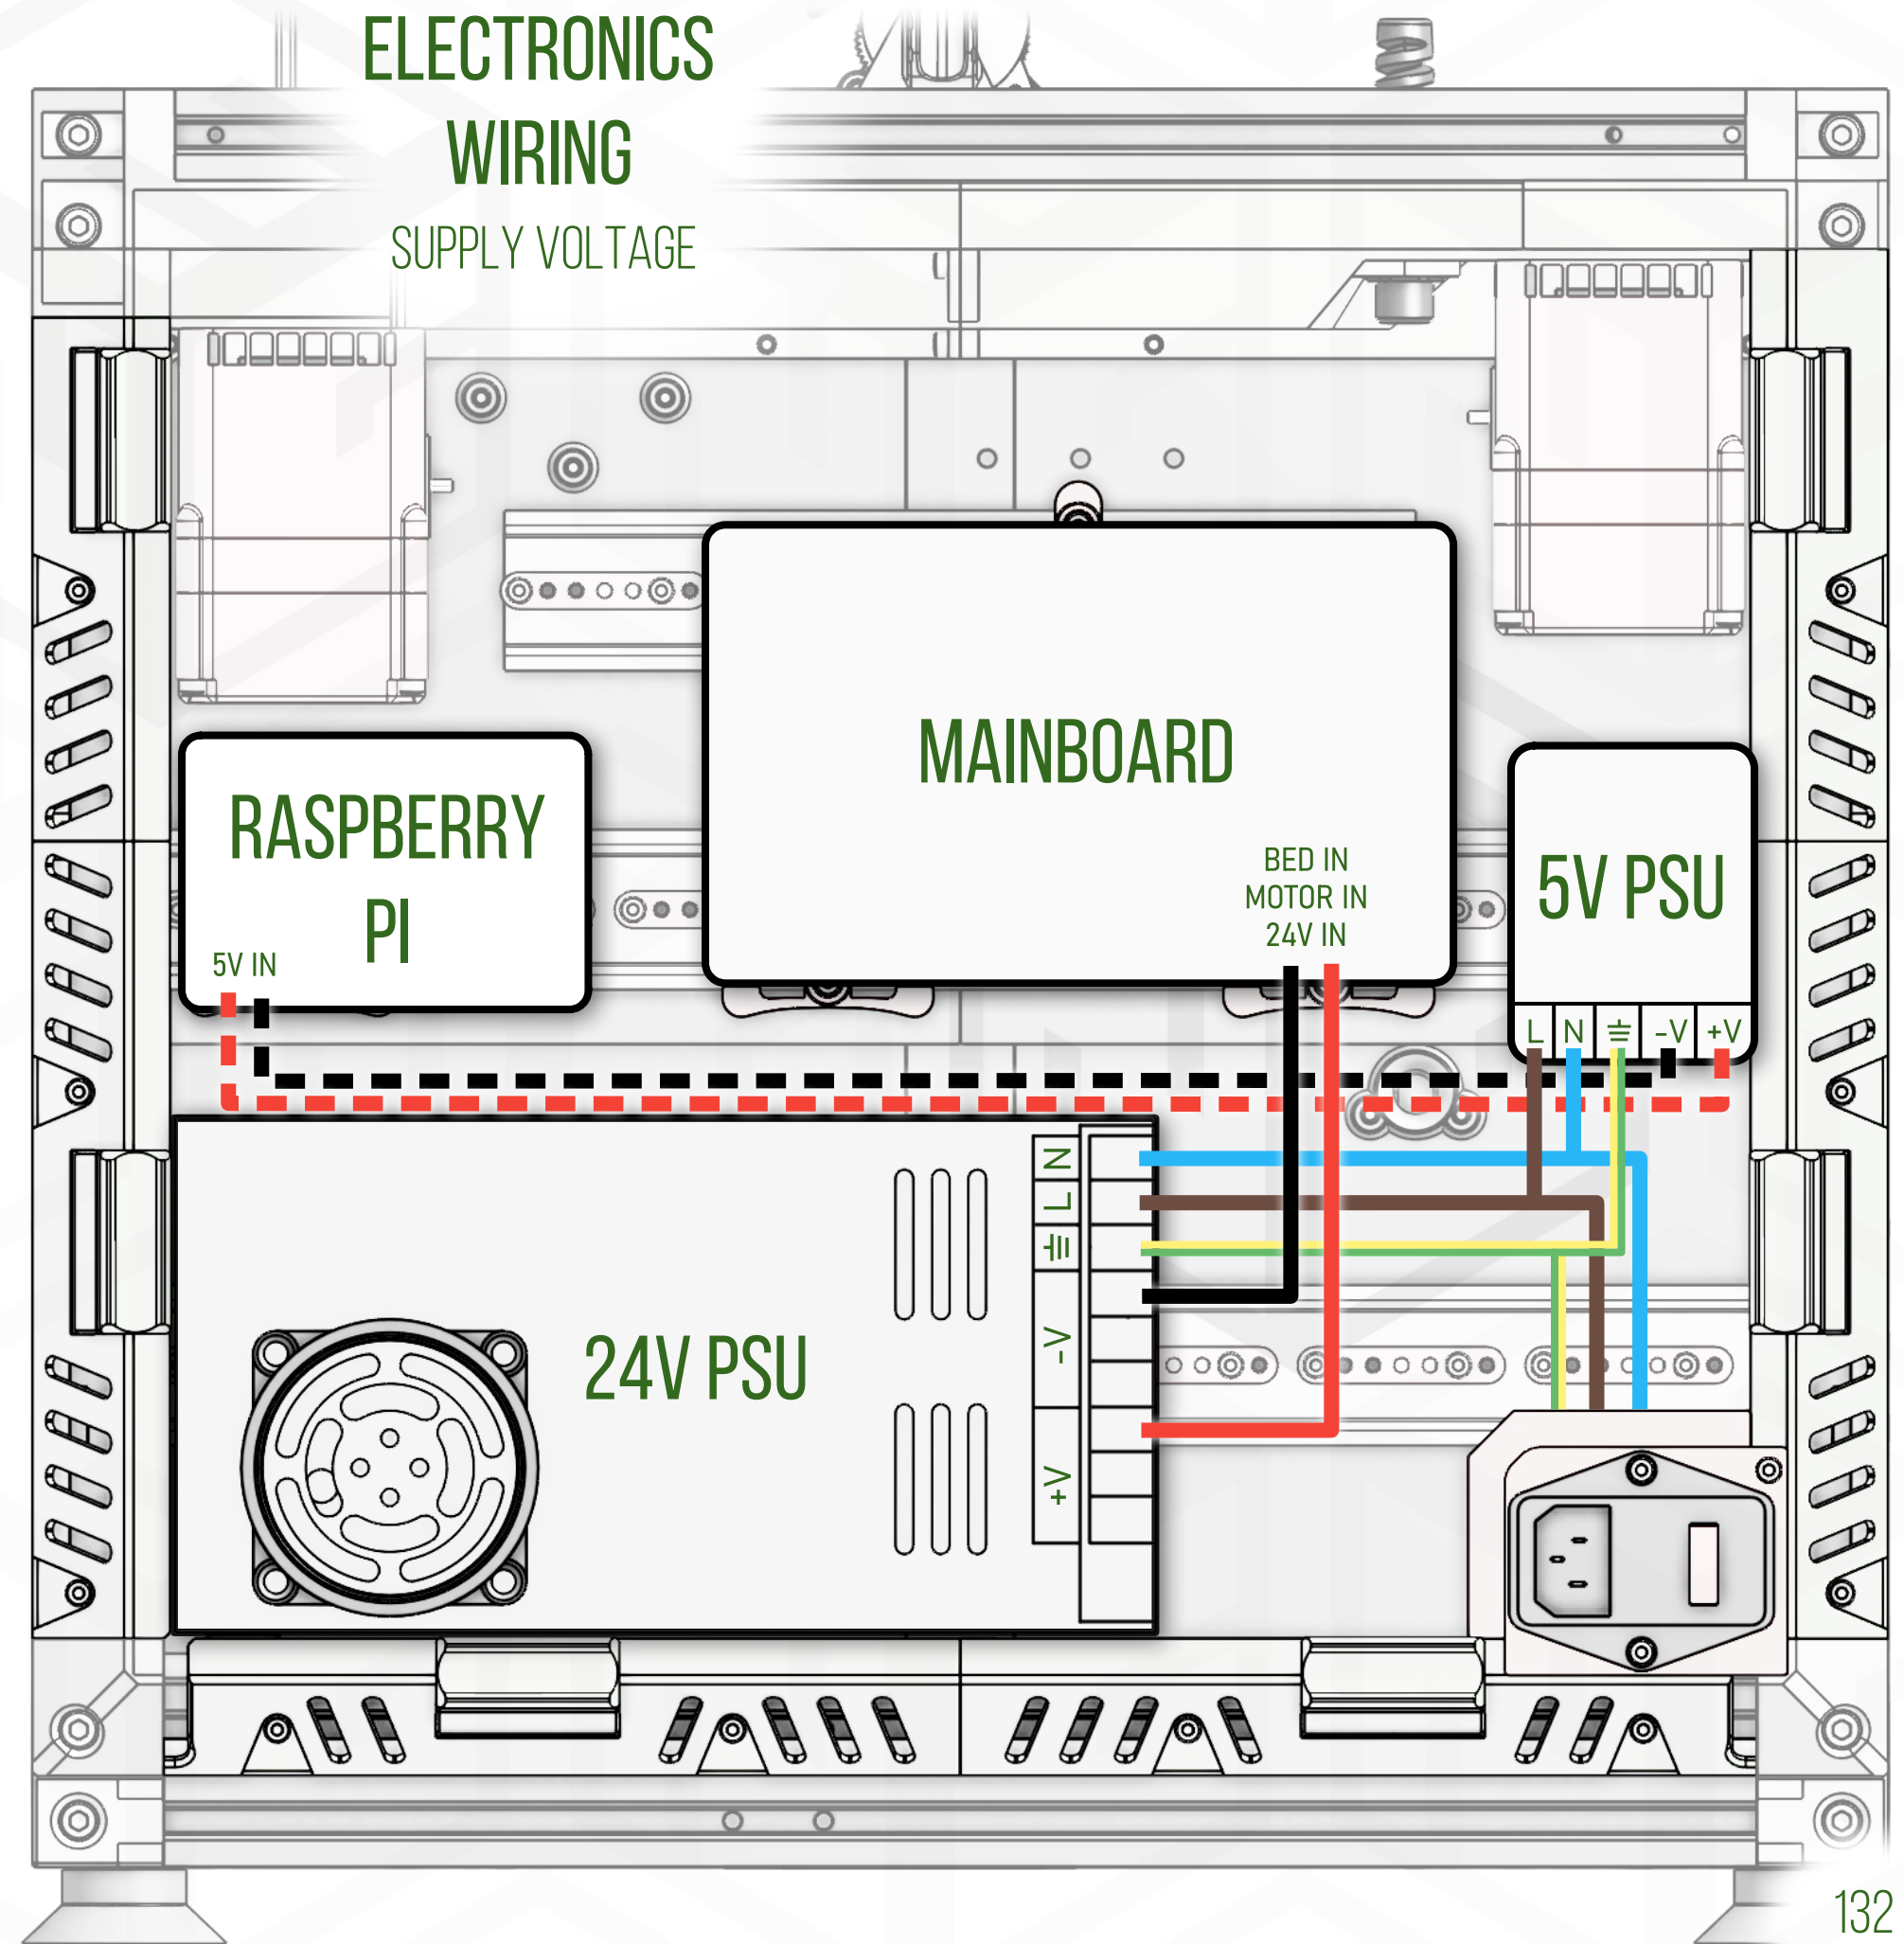 ELECTRONICS
WIRING
SUPPLY VOLTAGE
MAINBOARD
BED IN
MOTOR IN
24V IN
RASPBERRY
PI
5V IN
5V PSU
L N -V +V
24V PSU
N
L
-V
+V
132